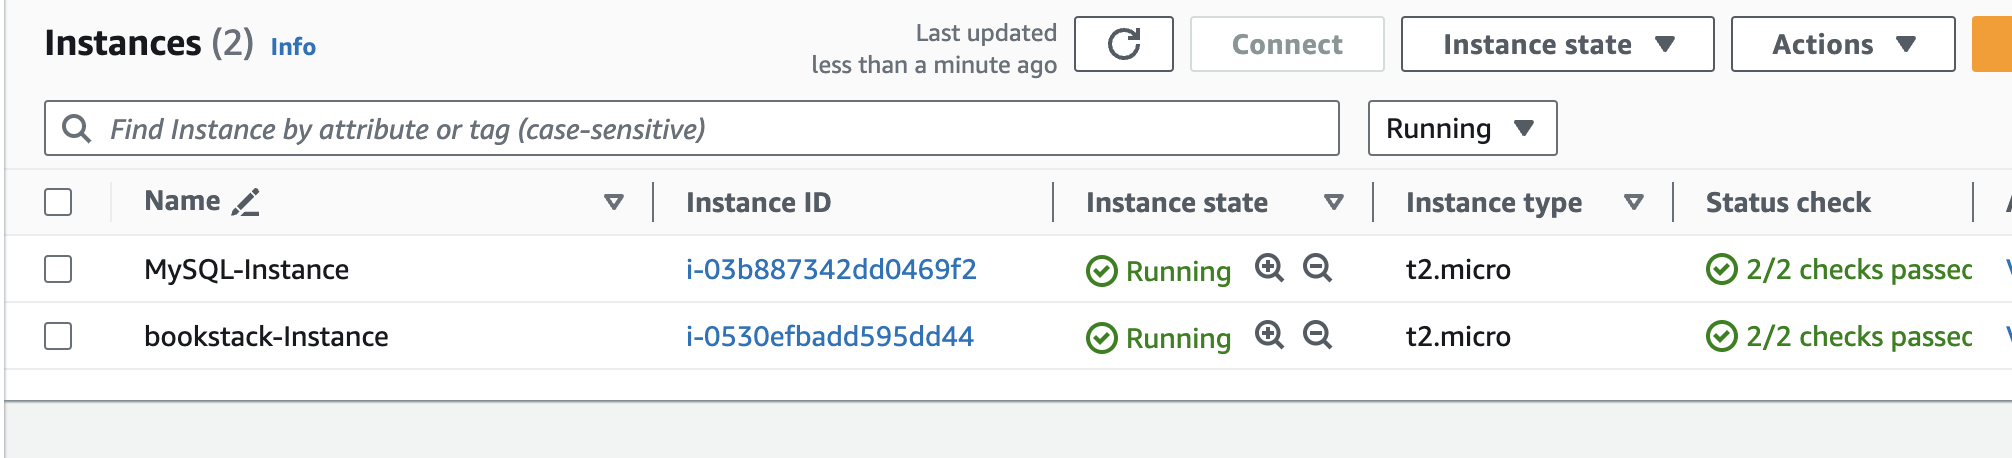 Instances (2) Info
Last updated
less than a minute ago
Connect
Instance state
Actions
Find Instance by attribute or tag (case-sensitive)
Running
Name Instance ID Instance state Instance type Status check
MySQL-Instance i-03b887342dd0469f2 Running t2.micro 2/2 checks passed
bookstack-Instance i-0530efbadd595dd44 Running t2.micro 2/2 checks passed